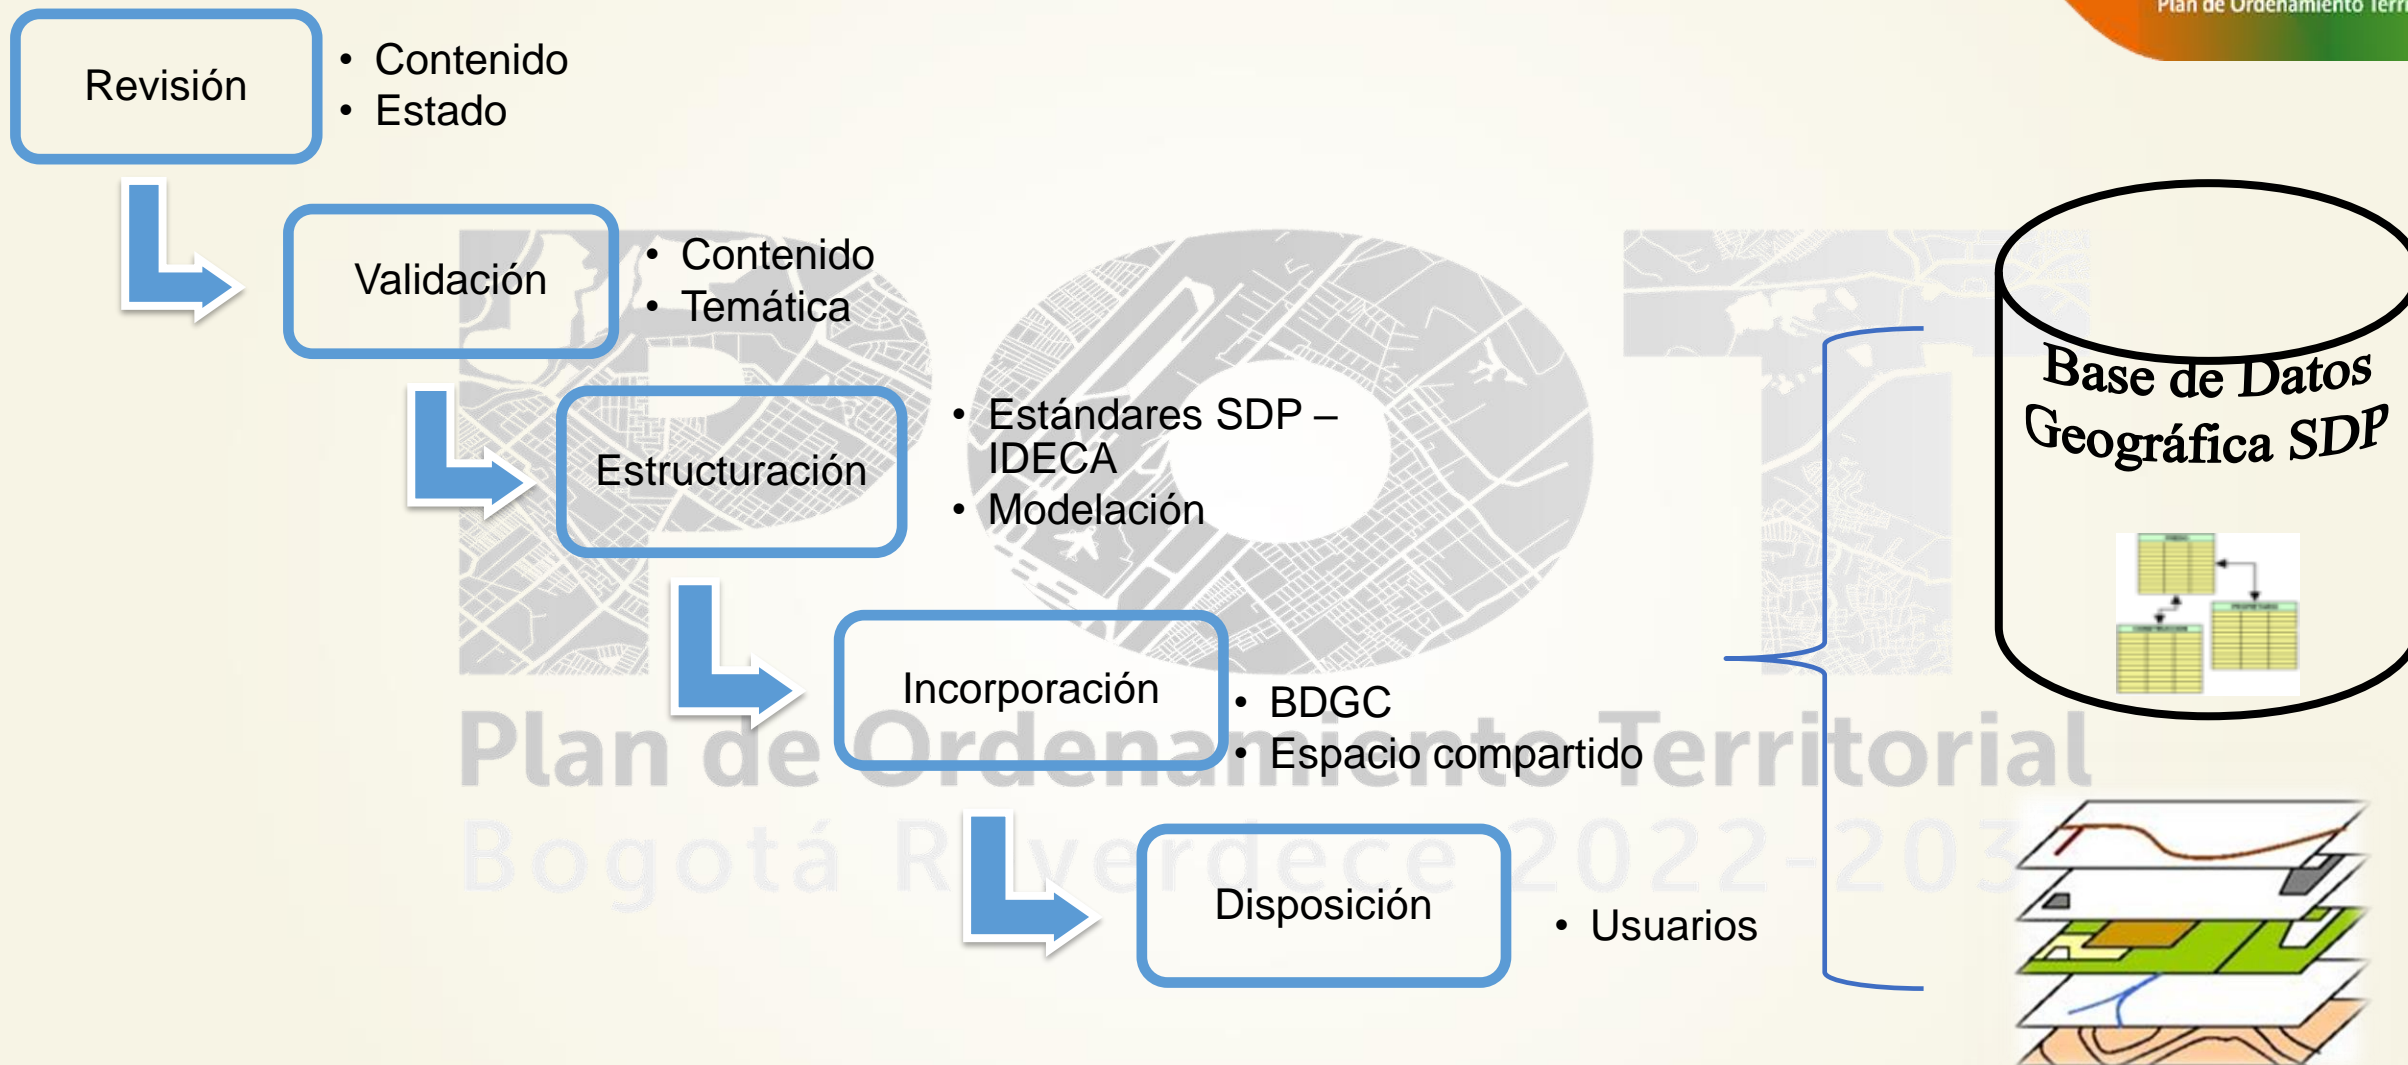 Plan de Ordenamiento
Revisión
• Contenido
• Estado
Validación
• Contenido
• Temática
Estructuración
• Estándares SDP –
IDECA
• Modelación
Incorporación
• BDGC
• Espacio compartido
Disposición
• Usuarios
Base de Datos
Geográfica SDP
POT
Plan de Ordenamiento Territorial
Bogotá Reverdece 2022-203